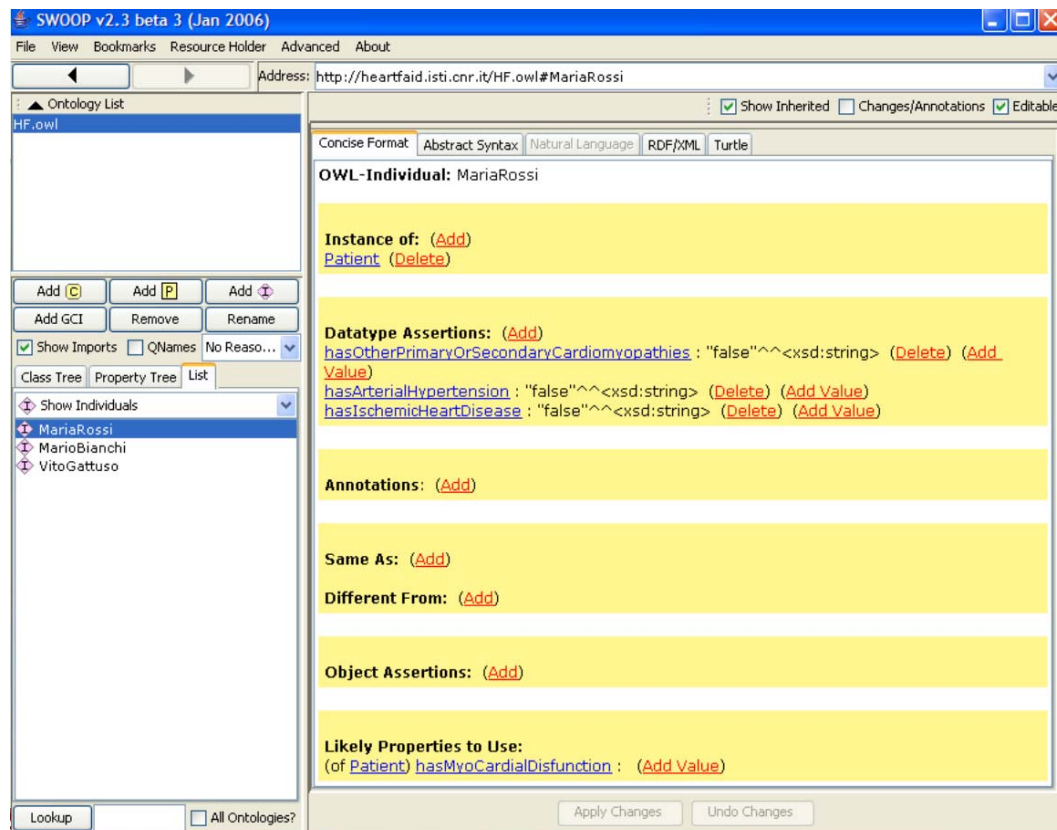 SWOOP v2.3 beta 3 (Jan 2006)
File View Bookmarks Resource Holder Advanced About
Address: http://heartfaid.isti.cnr.it/HF.owl#MariaRossi
Ontology List
HF.owl
Show Inherited Changes/Annotations Editable
Concise Format Abstract Syntax Natural Language RDF/XML Turtle
OWL-Individual: MariaRossi
Instance of: (Add)
Patient (Delete)
Datatype Assertions: (Add)
hasOtherPrimaryOrSecondaryCardiomyopathies : "false"^^<xsd:string> (Delete) (Add
Value)
hasArterialHypertension : "false"^^<xsd:string> (Delete) (Add Value)
hasIschemicHeartDisease : "false"^^<xsd:string> (Delete) (Add Value)
Annotations: (Add)
Same As: (Add)
Different From: (Add)
Object Assertions: (Add)
Likely Properties to Use:
(of Patient) hasMyoCardialDisfunction : (Add Value)
Add C Add P Add I
Add GCI Remove Rename
Show Imports QNames No Reaso...
Class Tree Property Tree List
I Show Individuals
I MariaRossi
I MarioBianchi
I VitoGattuso
Lookup All Ontologies?
Apply Changes Undo Changes